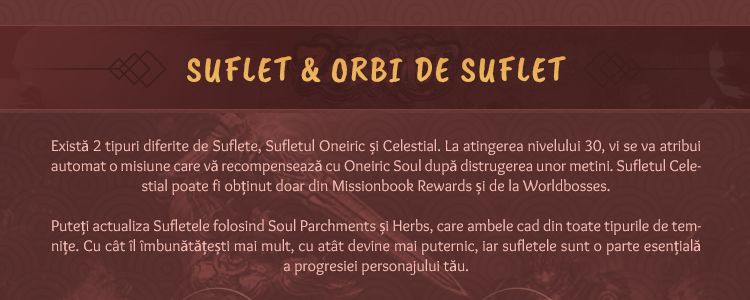 SUFLET & ORBI DE SUFLET
Există 2 tipuri diferite de Suflete, Sufletul Oneiric și Celestial. La atingerea nivelului 30, vi se va atribui
automat o misiune care vă recompensează cu Oneiric Soul după distrugerea unor metini. Sufletul Cele-
stial poate fi obținut doar din Missionbook Rewards și de la Worldbosses.
Puteți actualiza Sufletele folosind Soul Parchments și Herbs, care ambele cad din toate tipurile de tem-
nițe. Cu cât îl îmbunătățești mai mult, cu atât devine mai puternic, iar sufletele sunt o parte esențială
a progresiei personajului tău.